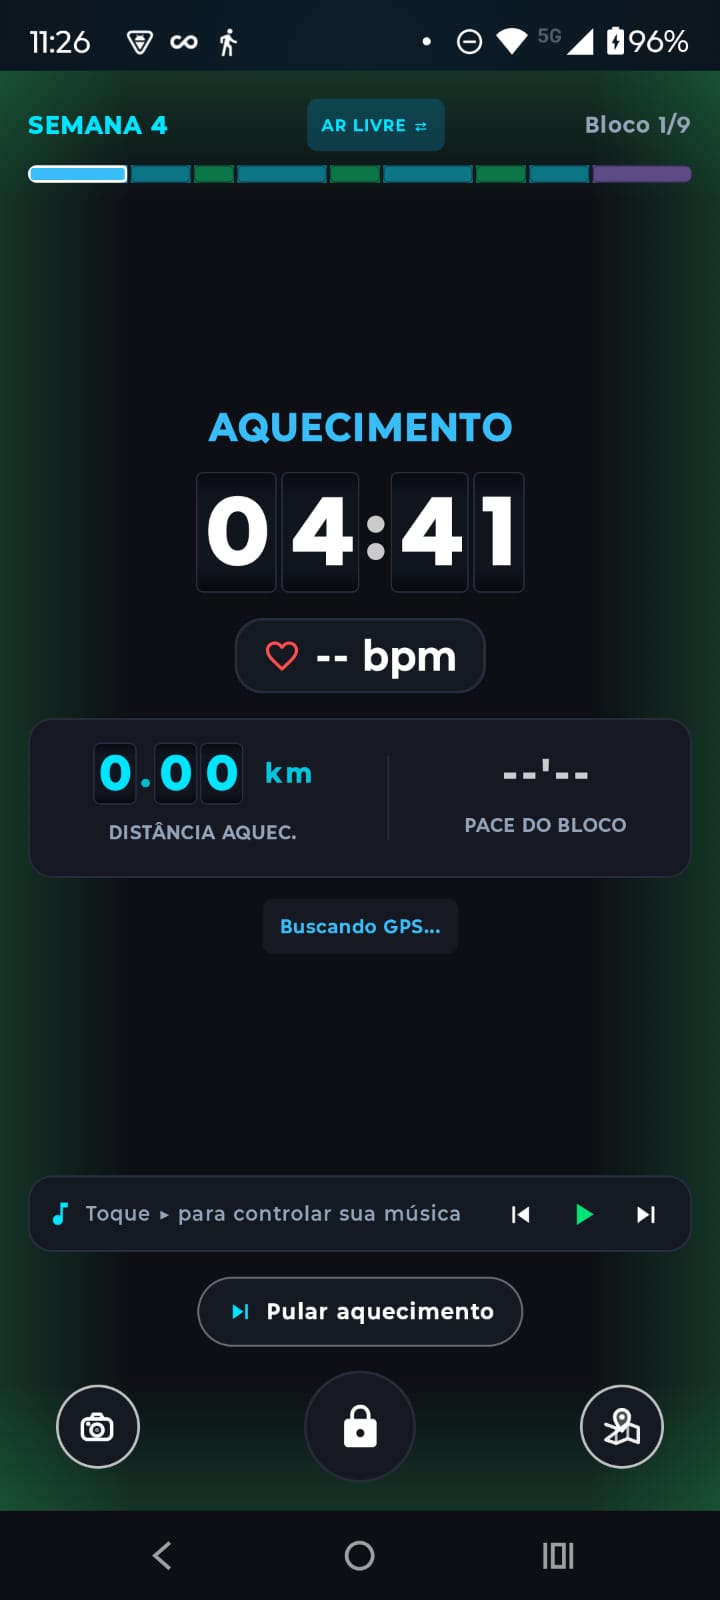 11:26
5G
96%
SEMANA 4
AR LIVRE ⇄
Bloco 1/9
AQUECIMENTO
04:41
-- bpm
0.00 km
--'--
DISTÂNCIA AQUEC.
PACE DO BLOCO
Buscando GPS...
Toque ▸ para controlar sua música
Pular aquecimento